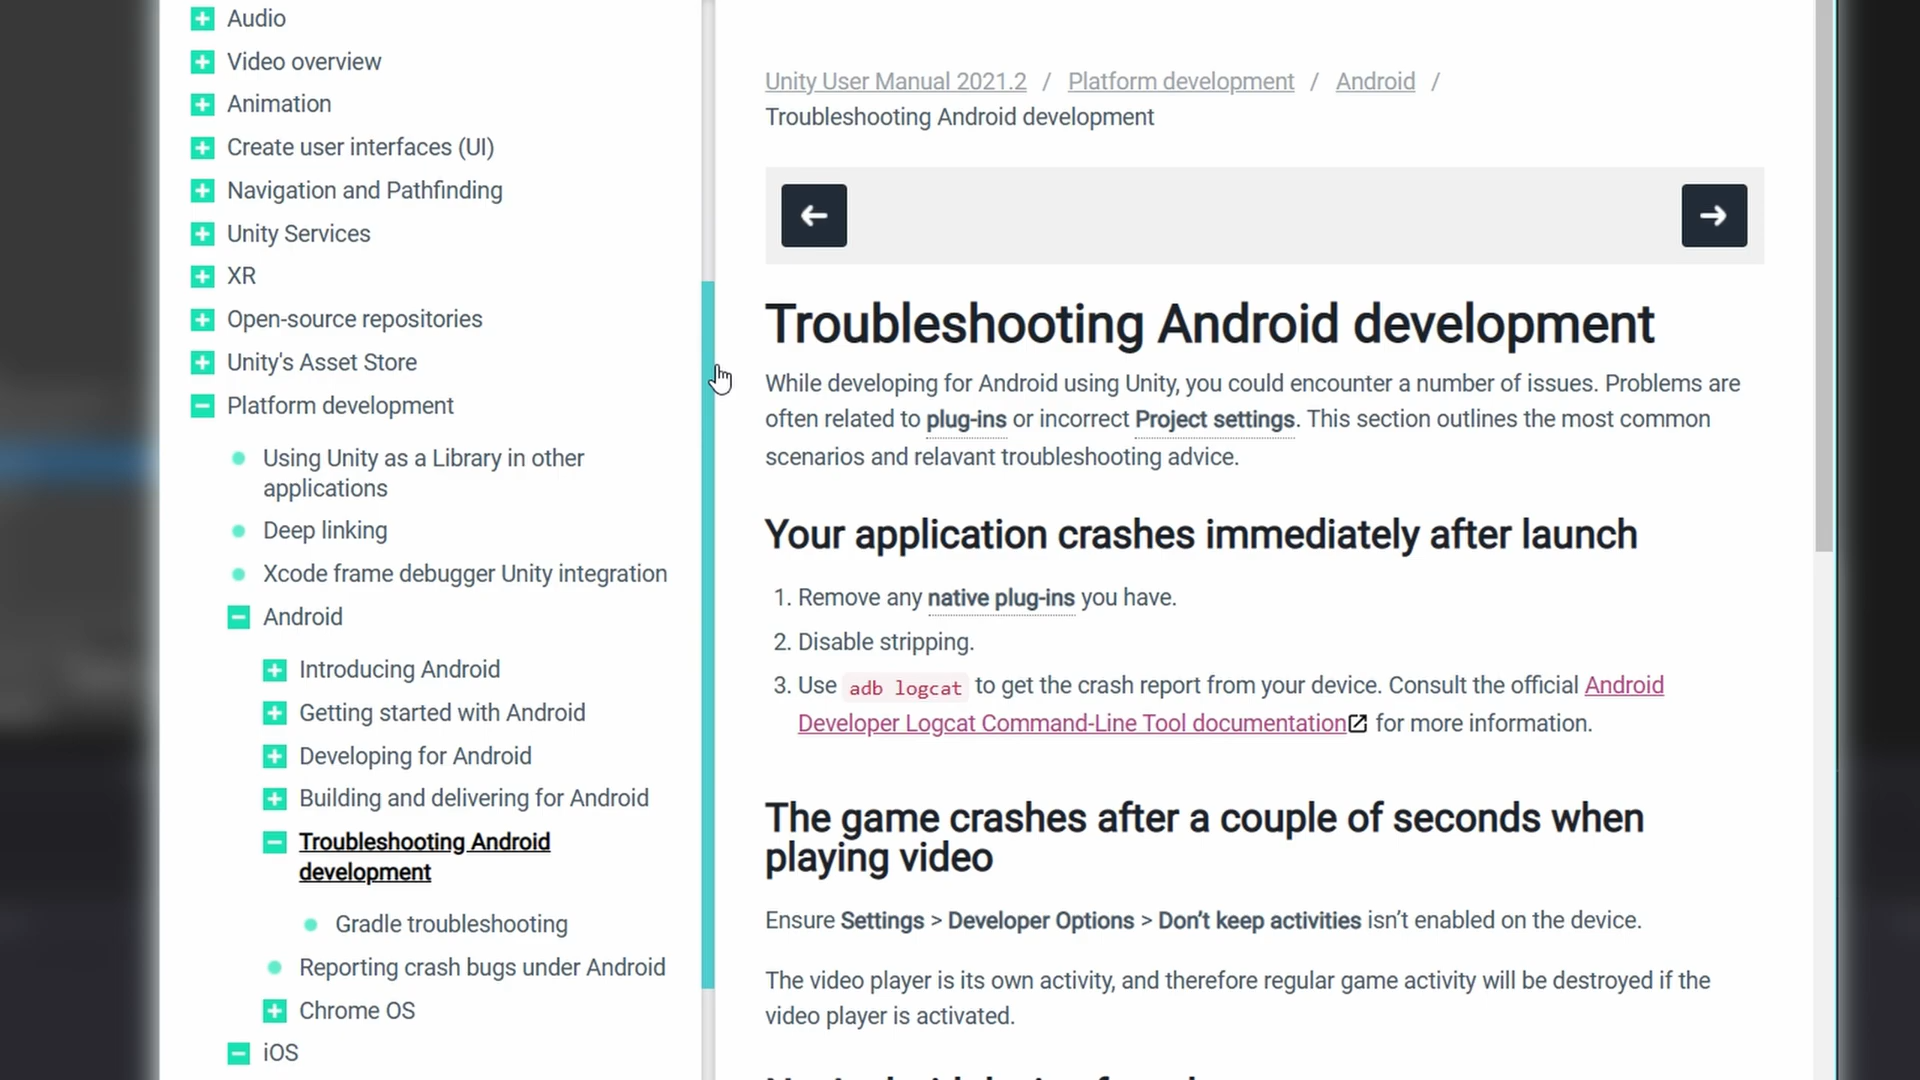 Audio
Video overview
Animation
Create user interfaces (UI)
Navigation and Pathfinding
Unity Services
XR
Open-source repositories
Unity's Asset Store
Platform development
Using Unity as a Library in other
applications
Deep linking
Xcode frame debugger Unity integration
Android
Introducing Android
Getting started with Android
Developing for Android
Building and delivering for Android
Troubleshooting Android
development
Gradle troubleshooting
Reporting crash bugs under Android
Chrome OS
iOS
Unity User Manual 2021.2 / Platform development / Android /
Troubleshooting Android development
Troubleshooting Android development
While developing for Android using Unity, you could encounter a number of issues. Problems are
often related to plug-ins or incorrect Project settings. This section outlines the most common
scenarios and relavant troubleshooting advice.
Your application crashes immediately after launch
1. Remove any native plug-ins you have.
2. Disable stripping.
3. Use adb logcat to get the crash report from your device. Consult the official Android
Developer Logcat Command-Line Tool documentation for more information.
The game crashes after a couple of seconds when
playing video
Ensure Settings > Developer Options > Don’t keep activities isn’t enabled on the device.
The video player is its own activity, and therefore regular game activity will be destroyed if the
video player is activated.